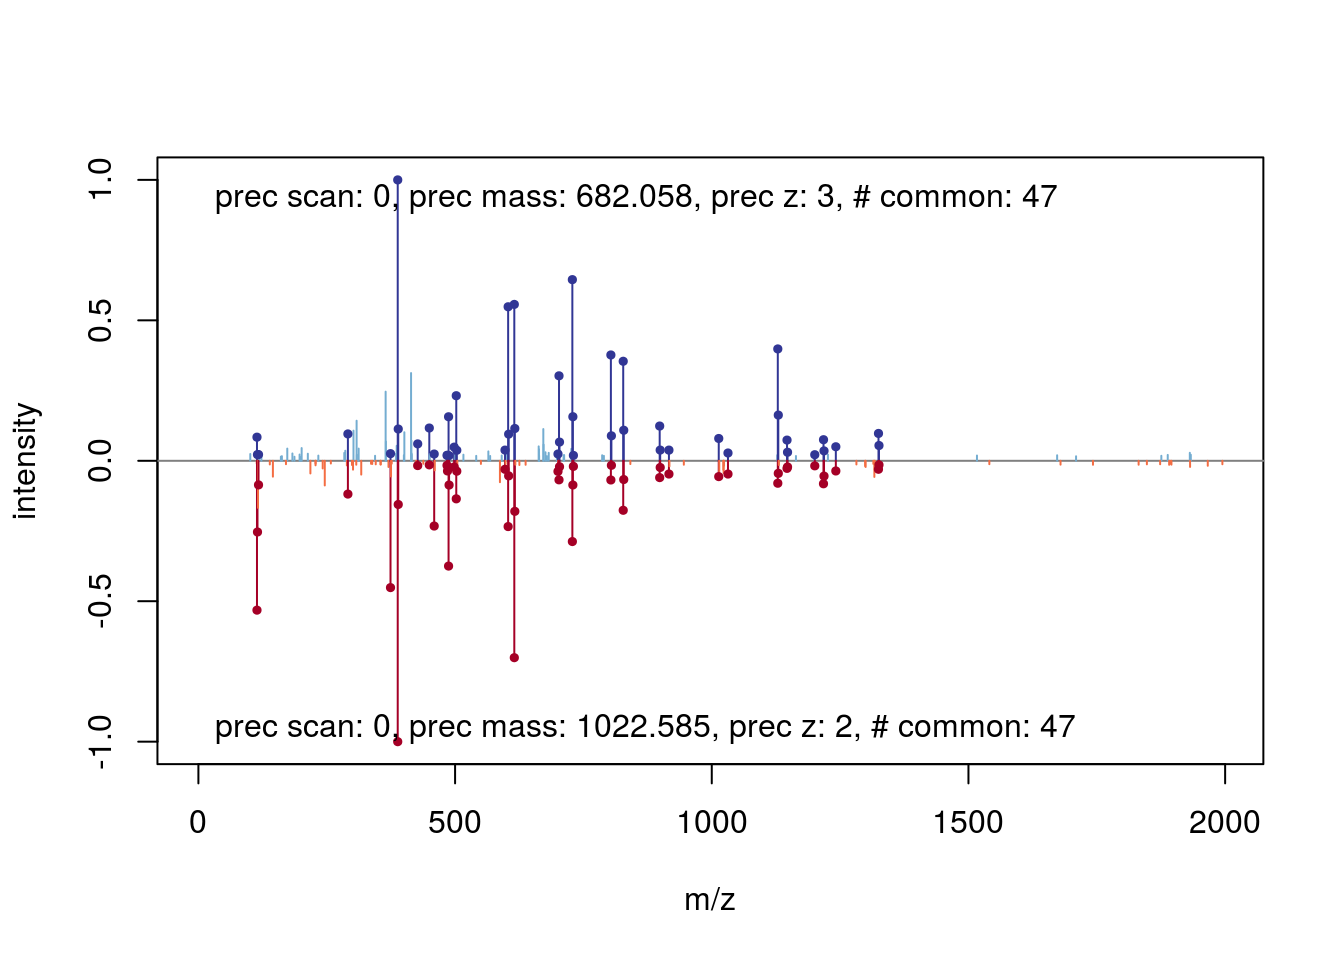 prec scan: 0, prec mass: 682.058, prec z: 3, # common: 47
prec scan: 0, prec mass: 1022.585, prec z: 2, # common: 47
1.0
0.5
0.0
-0.5
-1.0
intensity
0 500 1000 1500 2000
m/z